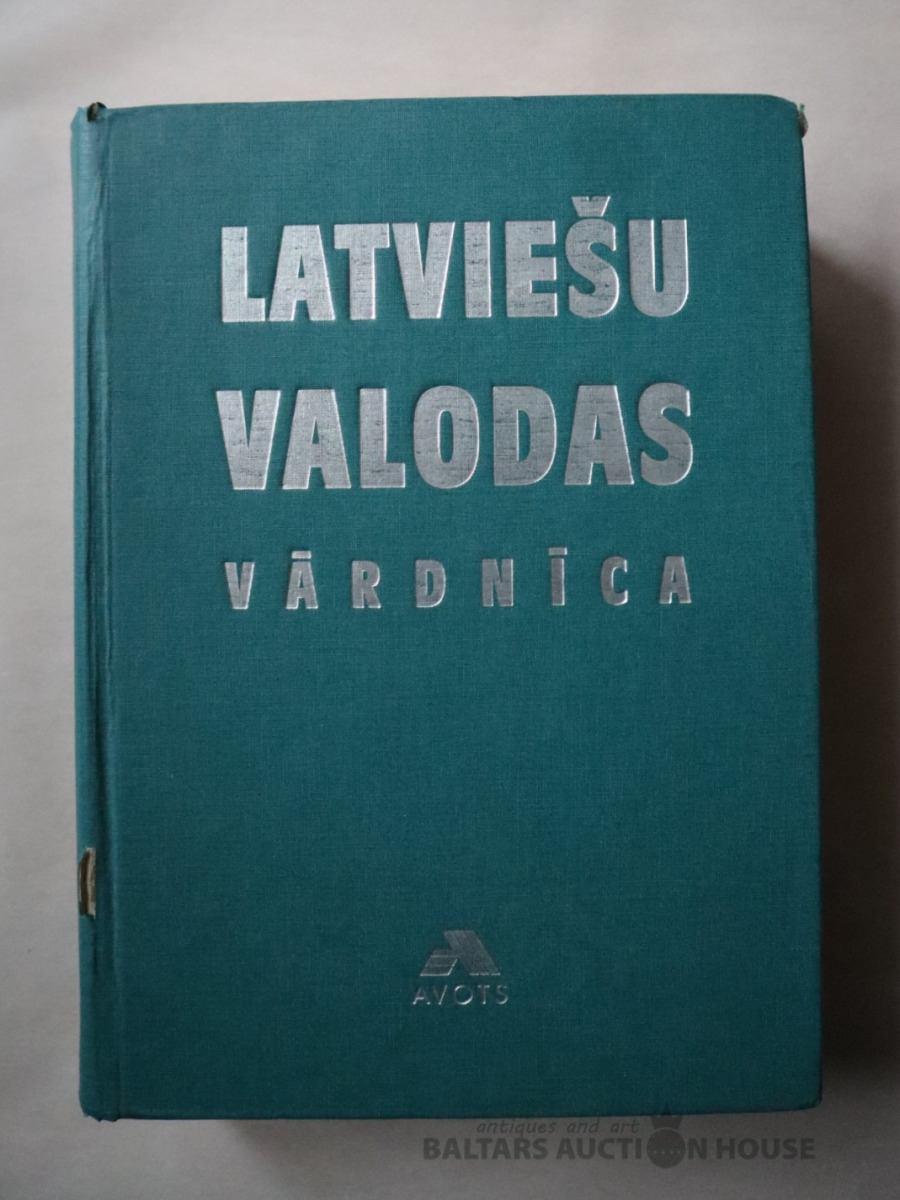 LATVIEŠU
VALODAS
VĀRDNĪCA
AVOTS
antiques and art
BALTARS AUCTION HOUSE